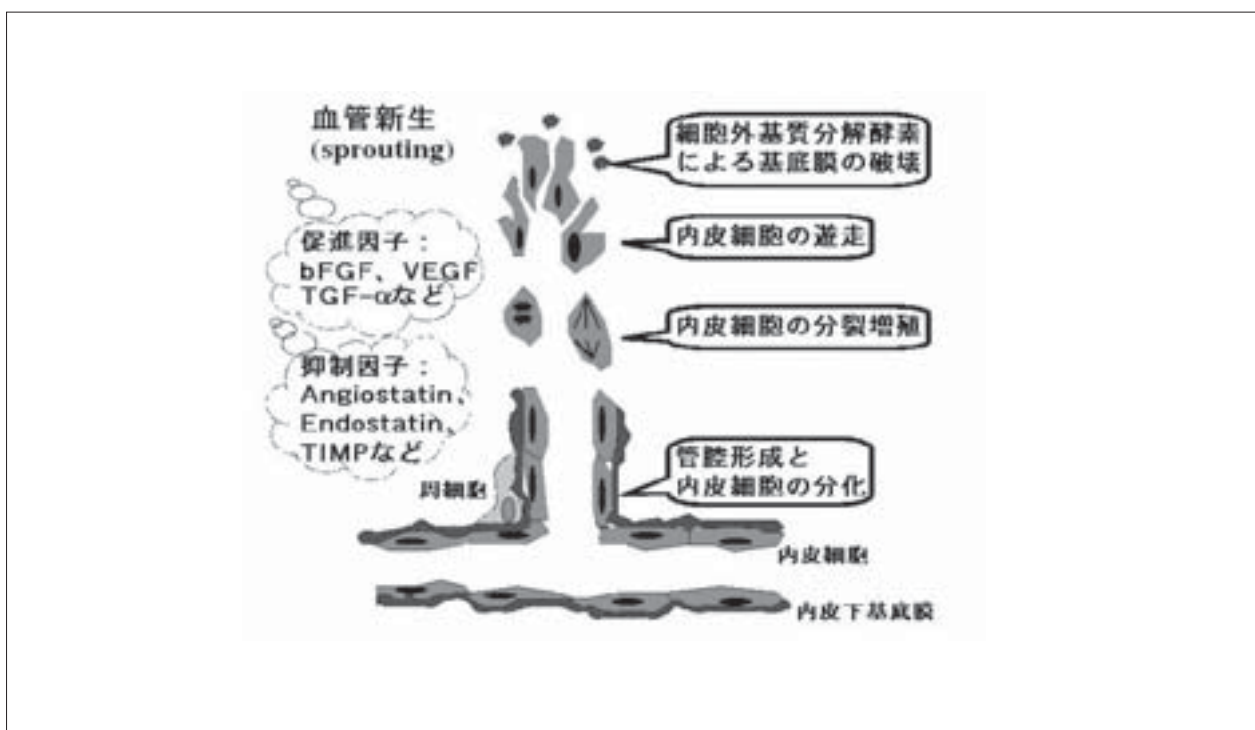 血管新生
(sprouting)
細胞外基質分解酵素
による基底膜の破壊
促進因子：
bFGF、VEGF
TGF-αなど
内皮細胞の遊走
内皮細胞の分裂増殖
抑制因子：
Angiostatin、
Endostatin、
TIMPなど
管腔形成と
内皮細胞の分化
周細胞
内皮細胞
内皮下基底膜